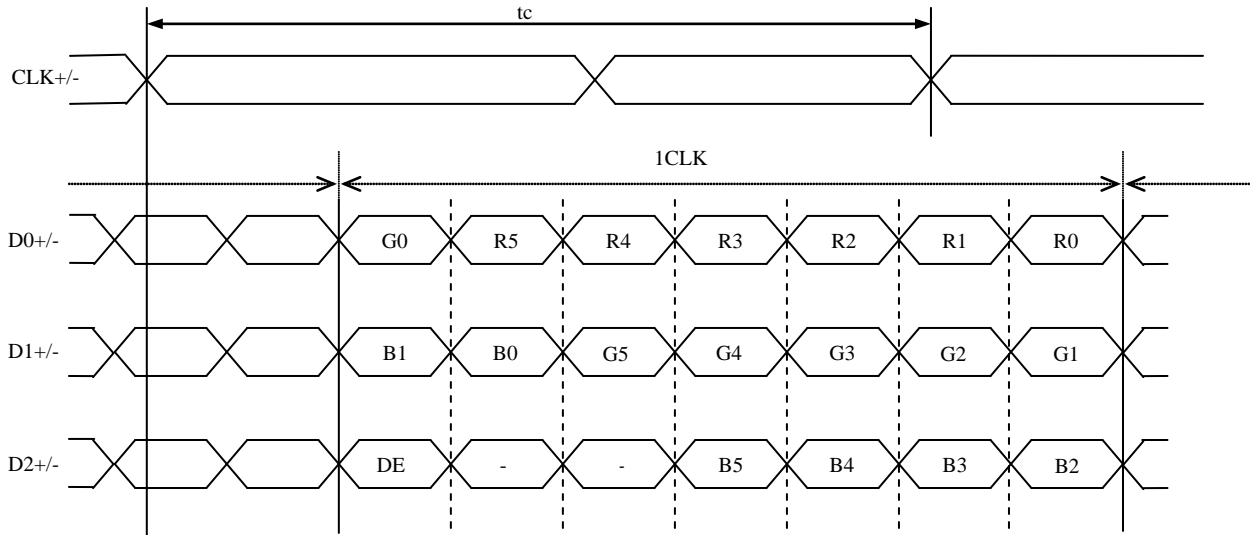 tc
CLK+/-
1CLK
D0+/- G0 R5 R4 R3 R2 R1 R0
D1+/- B1 B0 G5 G4 G3 G2 G1
D2+/- DE - - B5 B4 B3 B2